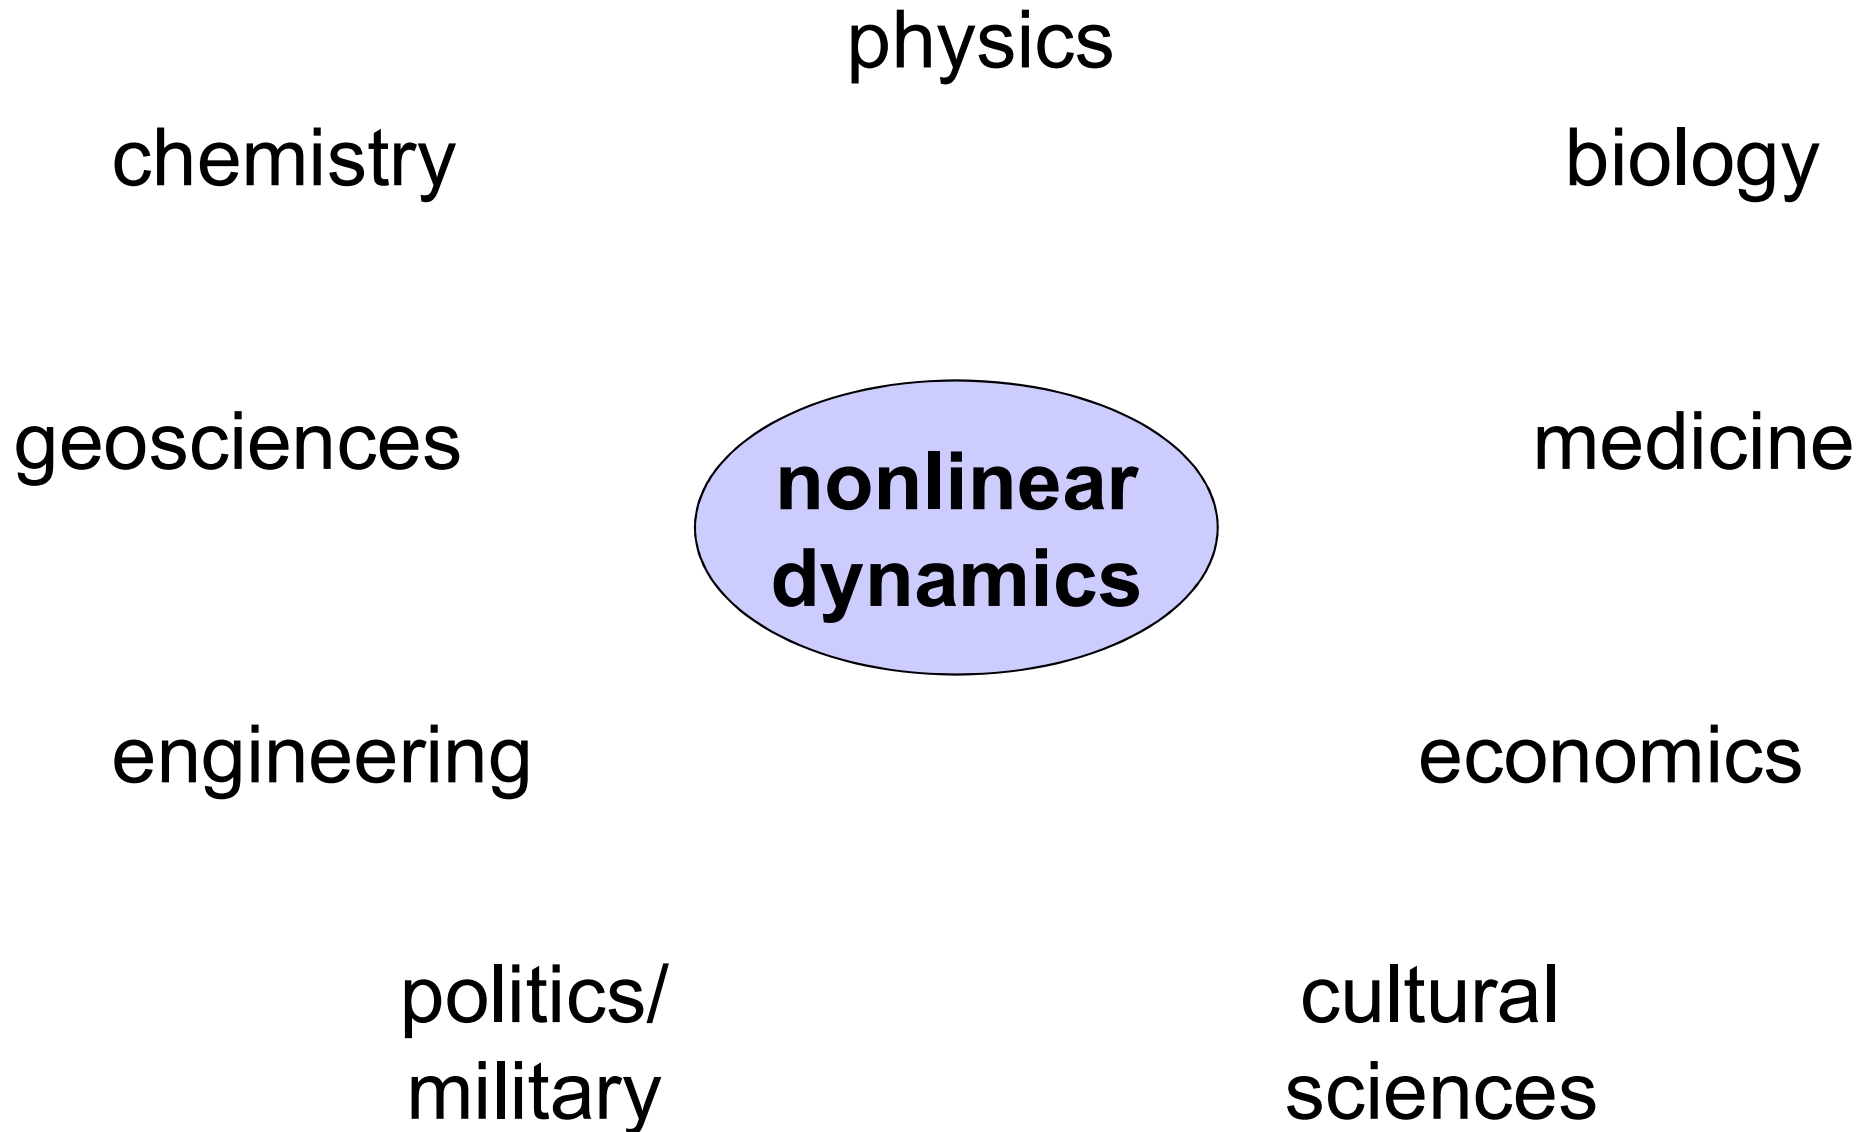 physics
chemistry
biology
geosciences
medicine
nonlinear
dynamics
engineering
economics
politics/
military
cultural
sciences